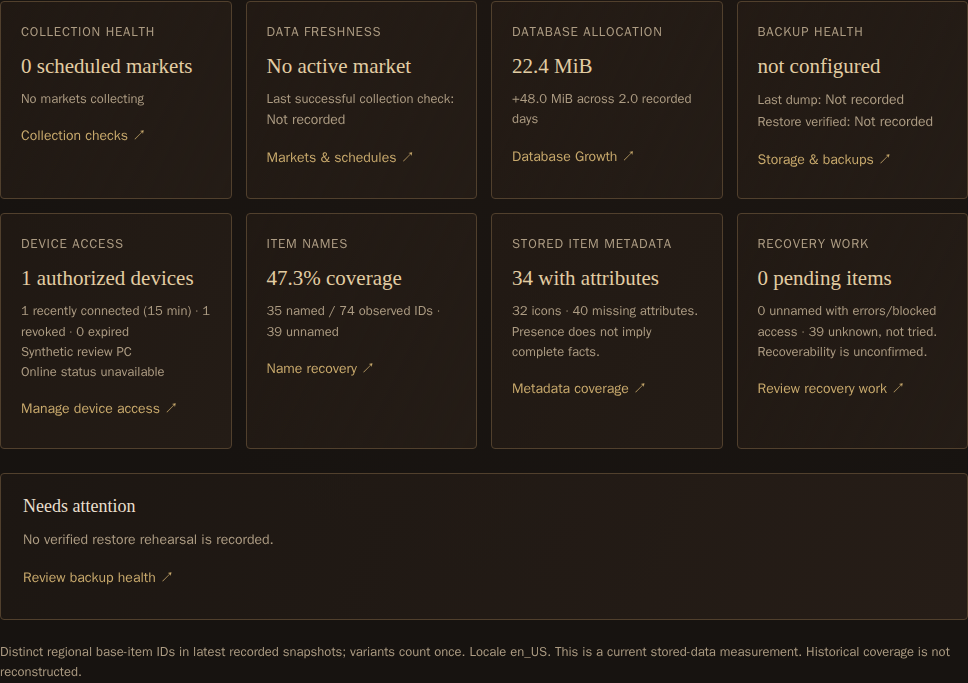 COLLECTION HEALTH
0 scheduled markets
No markets collecting
Collection checks ↗
DATA FRESHNESS
No active market
Last successful collection check:
Not recorded
Markets & schedules ↗
DATABASE ALLOCATION
22.4 MiB
+48.0 MiB across 2.0 recorded
days
Database Growth ↗
BACKUP HEALTH
not configured
Last dump: Not recorded
Restore verified: Not recorded
Storage & backups ↗
DEVICE ACCESS
1 authorized devices
1 recently connected (15 min) · 1
revoked · 0 expired
Synthetic review PC
Online status unavailable
Manage device access ↗
ITEM NAMES
47.3% coverage
35 named / 74 observed IDs ·
39 unnamed
Name recovery ↗
STORED ITEM METADATA
34 with attributes
32 icons · 40 missing attributes.
Presence does not imply
complete facts.
Metadata coverage ↗
RECOVERY WORK
0 pending items
0 unnamed with errors/blocked
access · 39 unknown, not tried.
Recoverability is unconfirmed.
Review recovery work ↗
Needs attention
No verified restore rehearsal is recorded.
Review backup health ↗
Distinct regional base-item IDs in latest recorded snapshots; variants count once. Locale en_US. This is a current stored-data measurement. Historical coverage is not
reconstructed.